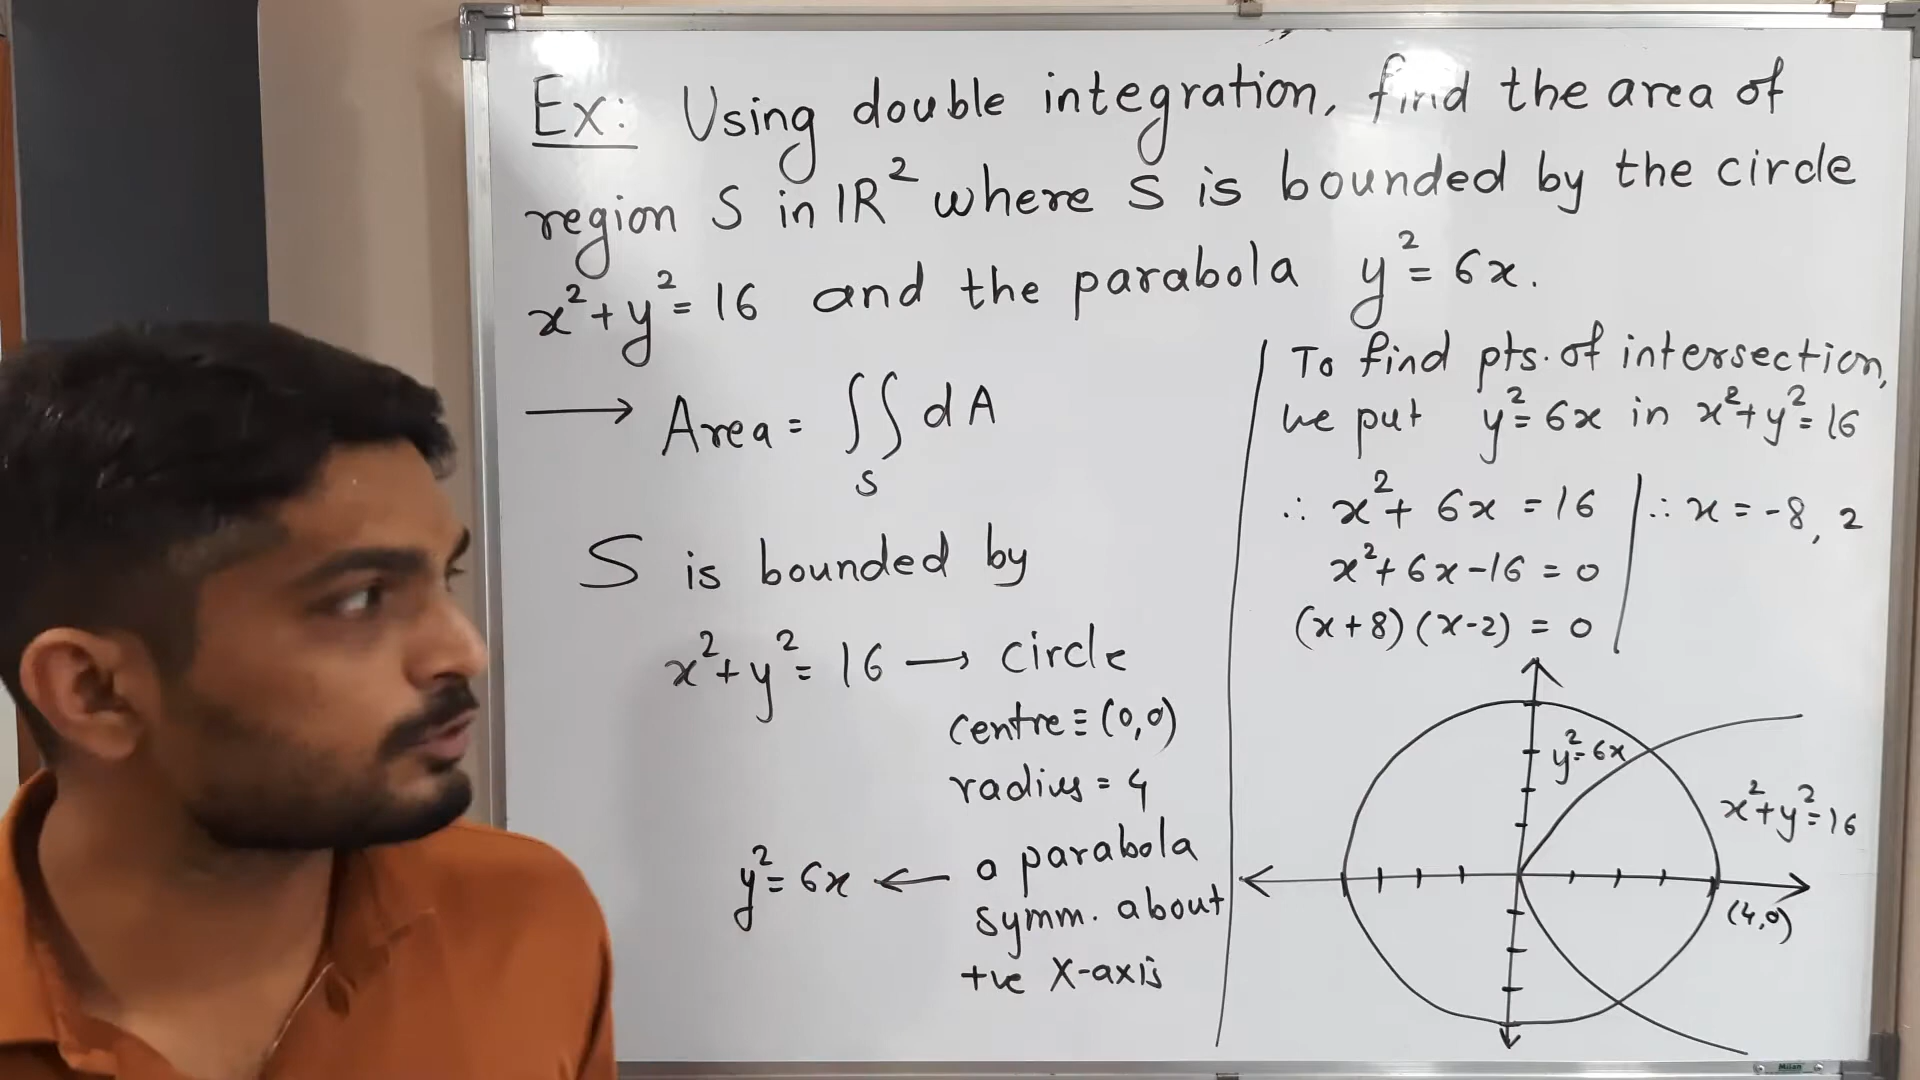 Ex: Using double integration, find the area of
region S in IR² where S is bounded by the circle
x²+y²=16 and the parabola y²=6x.
→ Area = ∬ dA
S
S is bounded by
x²+y²=16 → circle
centre ≡ (0,0)
radius = 4
y²=6x ← a parabola
symm. about
+ve X-axis
To find pts. of intersection,
we put y²=6x in x²+y²=16
∴ x²+6x=16
x²+6x-16=0
(x+8)(x-2)=0
∴ x=-8, 2
y²=6x
x²+y²=16
(4,0)
Milan